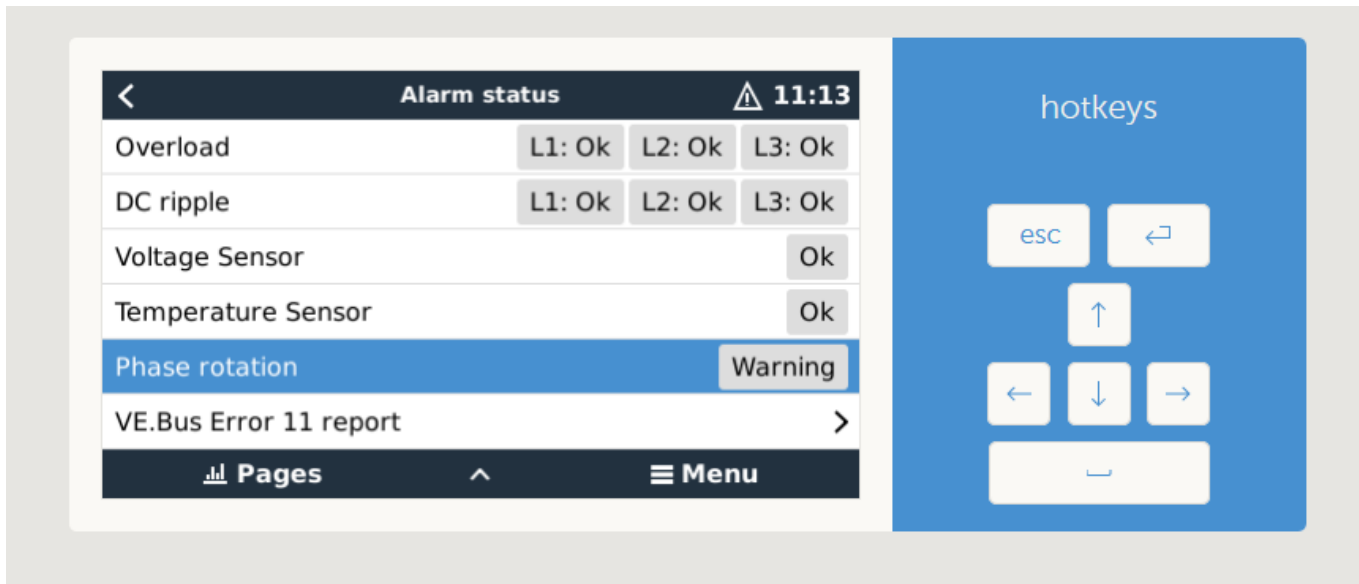 Alarm status 11:13
hotkeys
Overload L1: Ok L2: Ok L3: Ok
DC ripple L1: Ok L2: Ok L3: Ok
Voltage Sensor Ok
Temperature Sensor Ok
Phase rotation Warning
VE.Bus Error 11 report
Pages Menu
esc